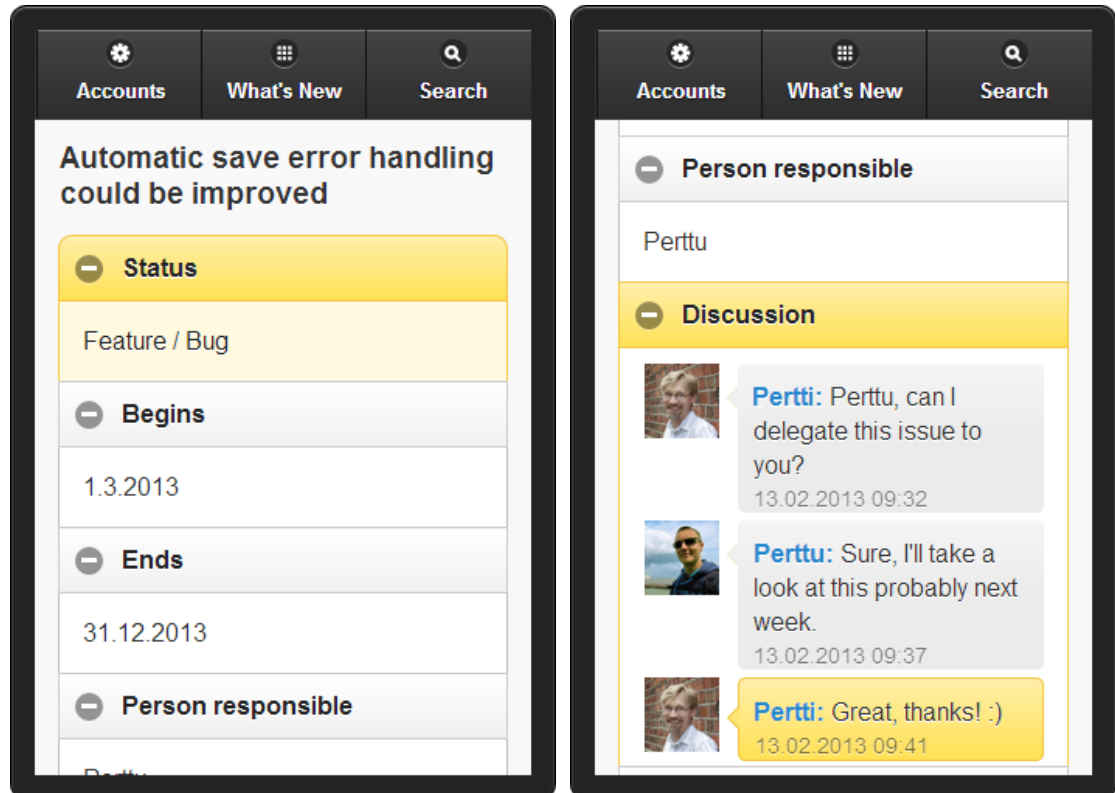 Accounts
What's New
Search
Automatic save error handling
could be improved
Status
Feature / Bug
Begins
1.3.2013
Ends
31.12.2013
Person responsible
Perttu
Accounts
What's New
Search
Person responsible
Perttu
Discussion
Pertti: Perttu, can I
delegate this issue to
you?
13.02.2013 09:32
Perttu: Sure, I'll take a
look at this probably next
week.
13.02.2013 09:37
Pertti: Great, thanks! :)
13.02.2013 09:41